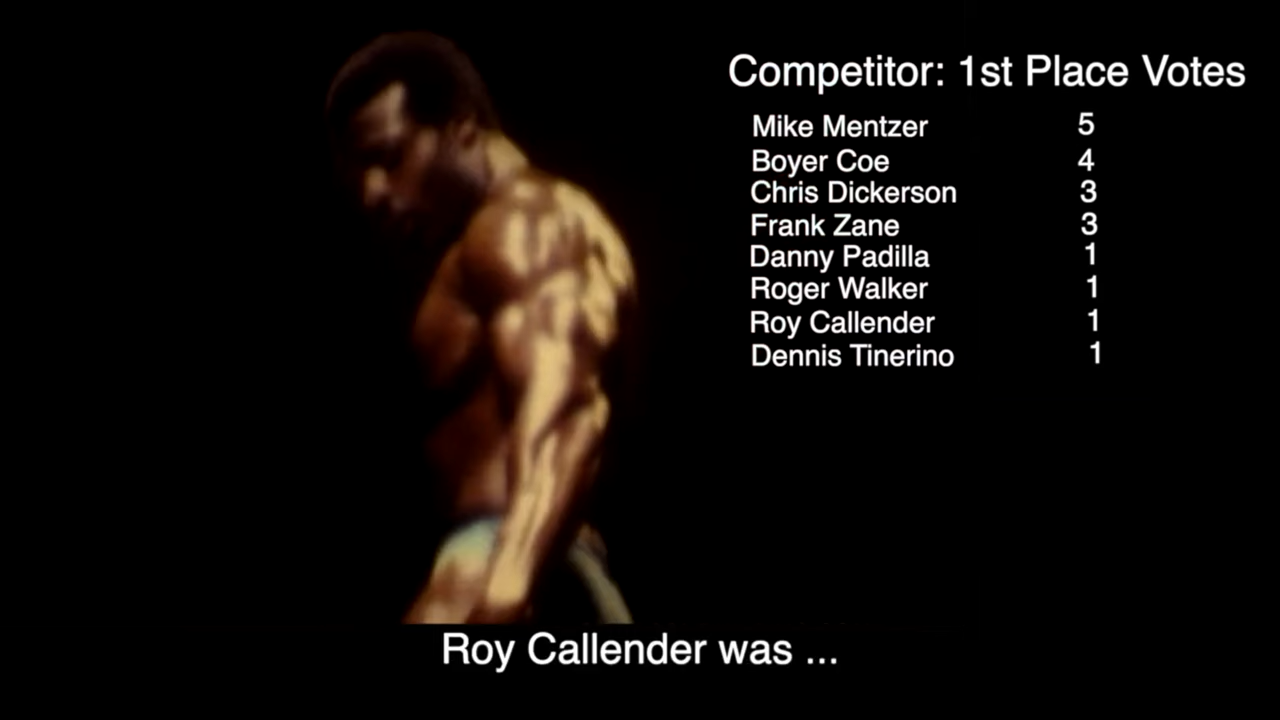 Competitor: 1st Place Votes
Mike Mentzer 5
Boyer Coe 4
Chris Dickerson 3
Frank Zane 3
Danny Padilla 1
Roger Walker 1
Roy Callender 1
Dennis Tinerino 1
Roy Callender was ...